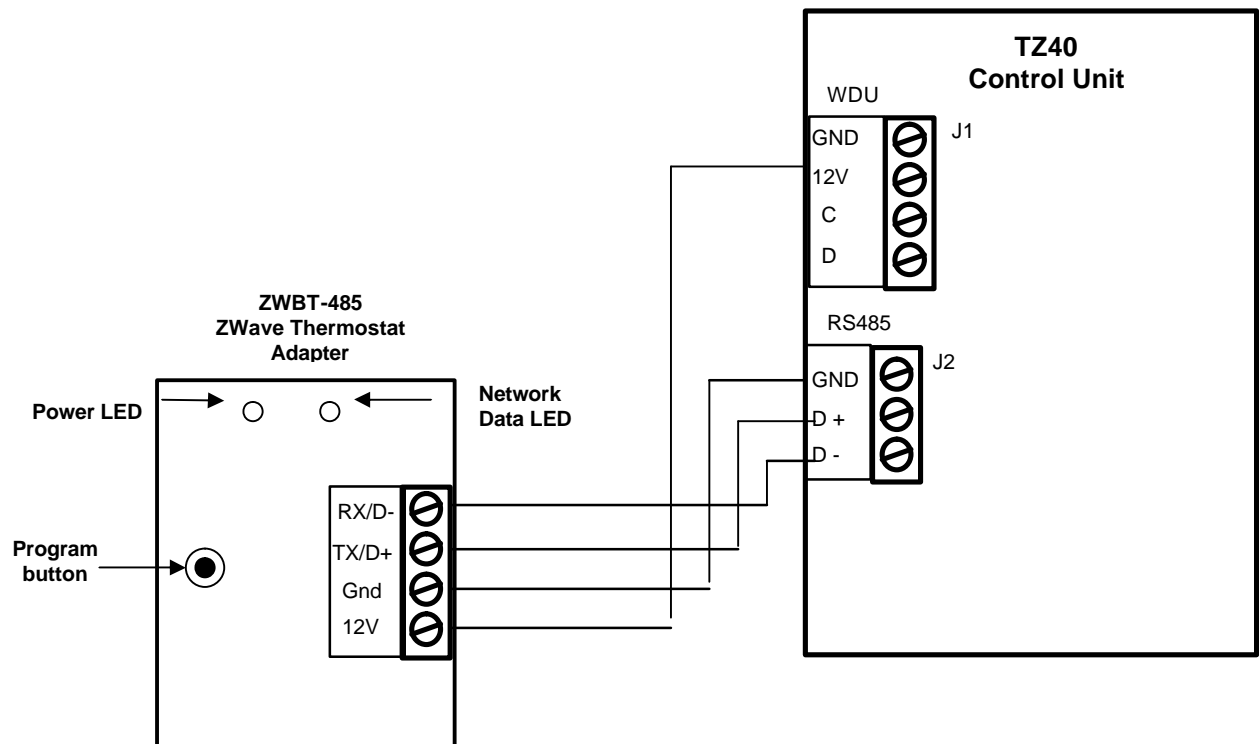 TZ40
Control Unit
WDU
GND
J1
12V
C
D
RS485
GND
J2
D +
D -
ZWBT-485
ZWave Thermostat
Adapter
Power LED
Network
Data LED
RX/D-
TX/D+
Gnd
12V
Program
button